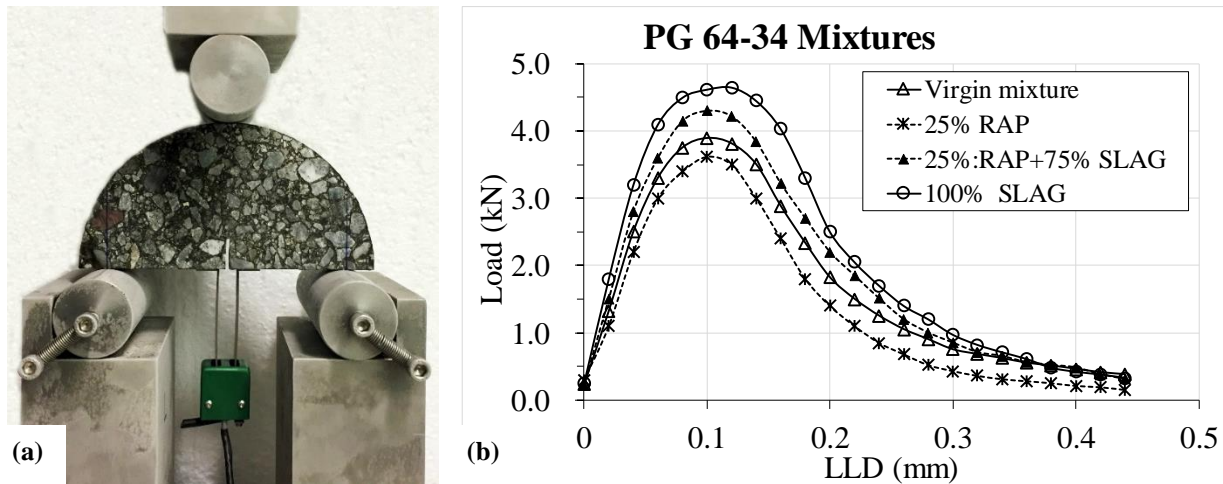 (a)
(b)
PG 64-34 Mixtures
Load (kN)
5.0
4.0
3.0
2.0
1.0
0.0
Virgin mixture
25% RAP
25%:RAP+75% SLAG
100% SLAG
0 0.1 0.2 0.3 0.4 0.5
LLD (mm)